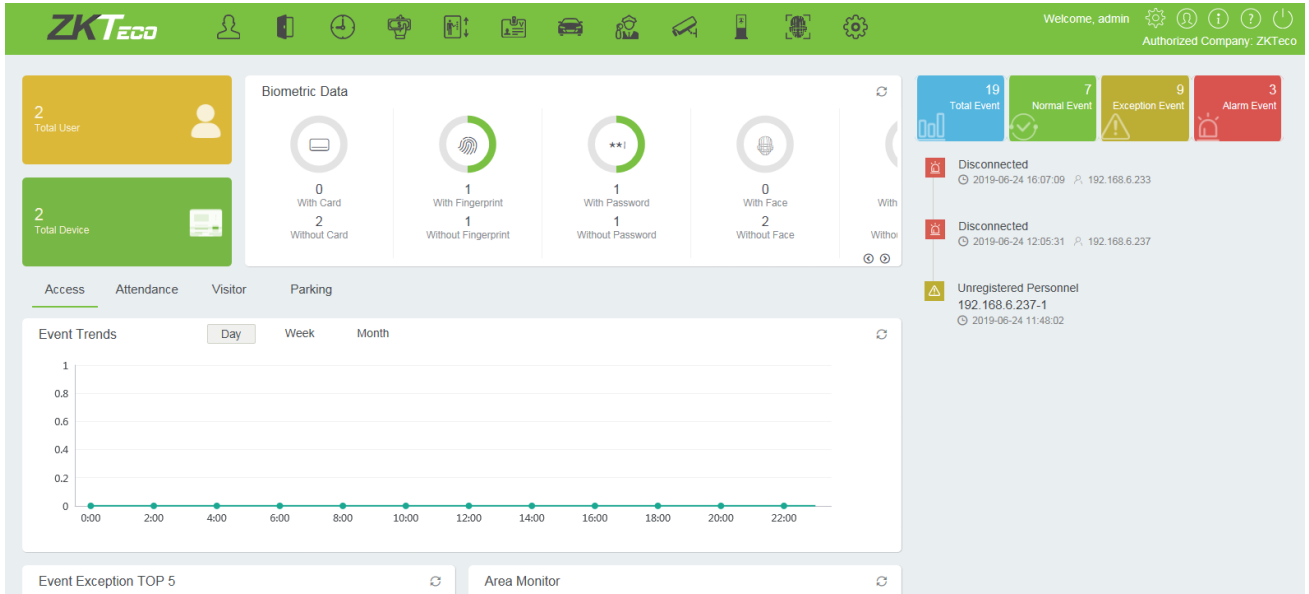 ZKTECO
Welcome, admin
Authorized Company: ZKTeco
2
Total User
2
Total Device
Biometric Data
0
With Card
2
Without Card
1
With Fingerprint
1
Without Fingerprint
**|
1
With Password
1
Without Password
0
With Face
2
Without Face
With
Witho
19
Total Event
7
Normal Event
9
Exception Event
3
Alarm Event
Disconnected
2019-06-24 16:07:09 192.168.6.233
Disconnected
2019-06-24 12:05:31 192.168.6.237
Unregistered Personnel
192.168.6.237-1
2019-06-24 11:48:02
Access Attendance Visitor Parking
Event Trends Day Week Month
1
0.8
0.6
0.4
0.2
0
0:00 2:00 4:00 6:00 8:00 10:00 12:00 14:00 16:00 18:00 20:00 22:00
Event Exception TOP 5
Area Monitor